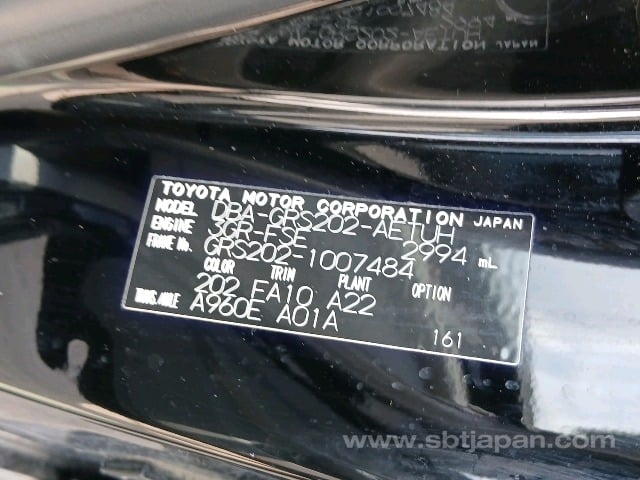 TOYOTA MOTOR CORPORATION JAPAN
MODEL DBA-GRS202-AETUH
ENGINE 3GR-FSE 2994 mL
FRAME No. GRS202-1007484
COLOR TRIM PLANT OPTION
202 FA10 A22
TRANS./AXLE A960E A01A
161
www.sbtjapan.com